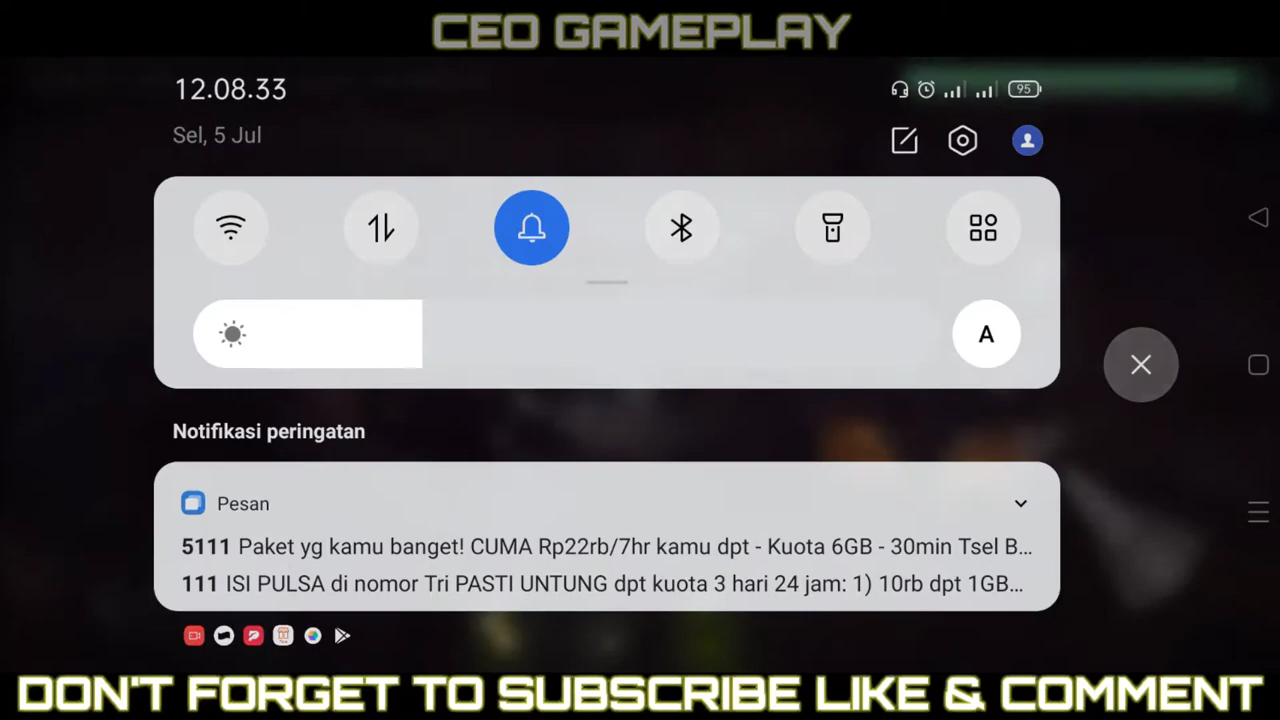 CEO GAMEPLAY
12.08.33
95
Sel, 5 Jul
A
Notifikasi peringatan
Pesan
5111 Paket yg kamu banget! CUMA Rp22rb/7hr kamu dpt - Kuota 6GB - 30min Tsel B...
111 ISI PULSA di nomor Tri PASTI UNTUNG dpt kuota 3 hari 24 jam: 1) 10rb dpt 1GB...
DON'T FORGET TO SUBSCRIBE LIKE & COMMENT